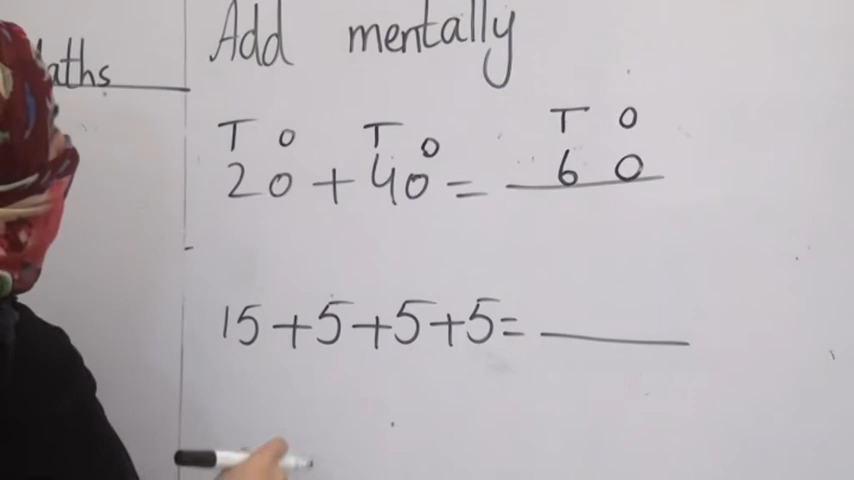 Add mentally
aths
T O T O T O
20 + 40 = 60
15+5+5+5=